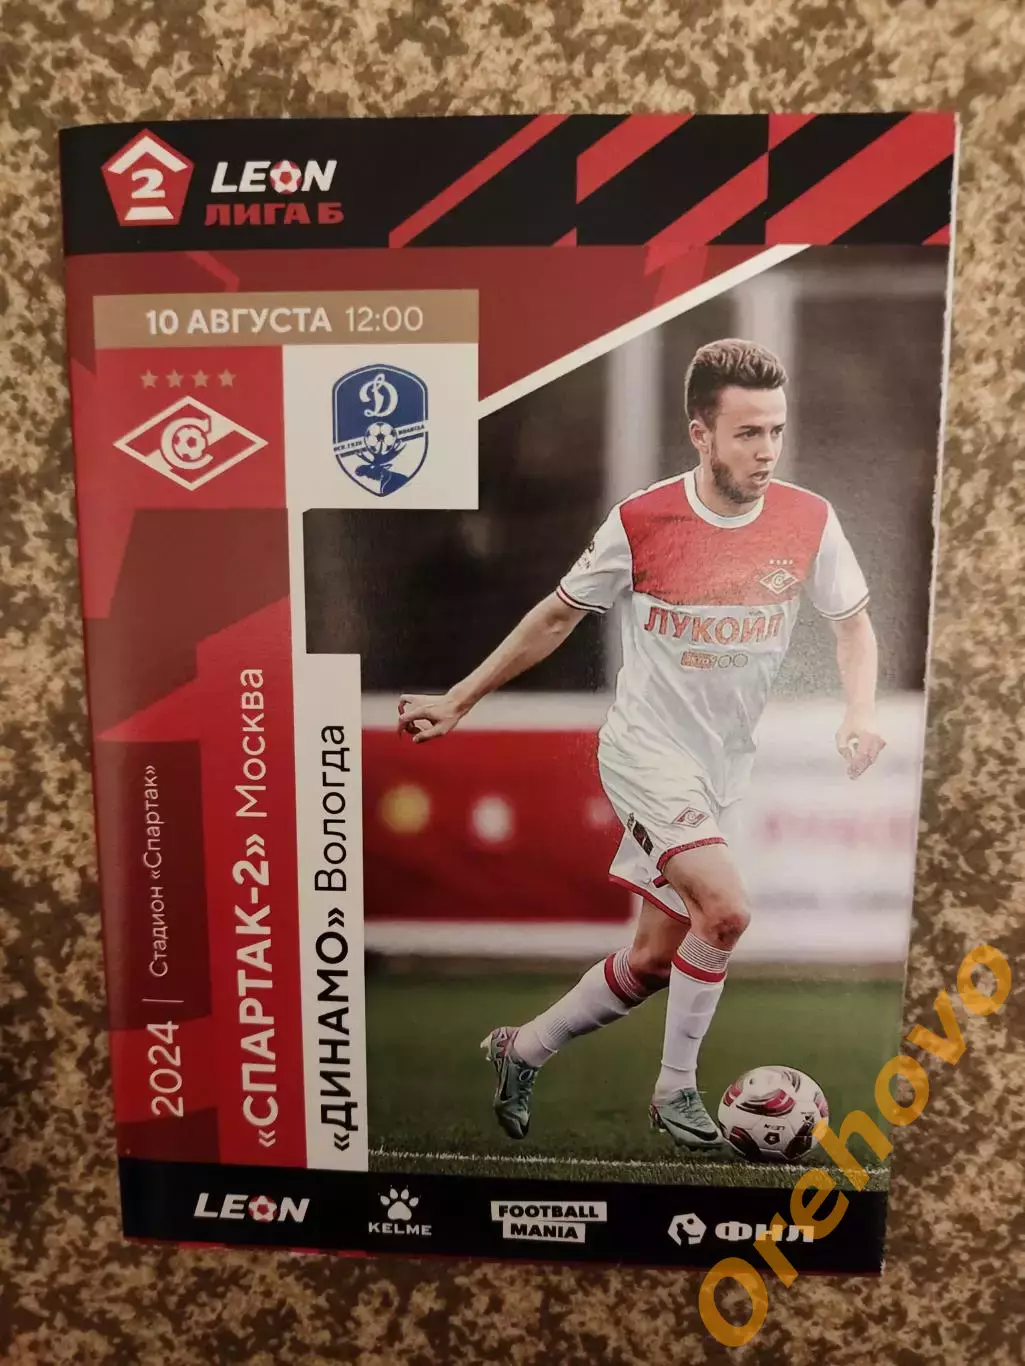 2
LEON
ЛИГА Б
10 АВГУСТА 12:00
Д
2024 | Стадион «Спартак»
«СПАРТАК-2» Москва
«ДИНАМО» Вологда
ЛУКОЙЛ
LEON
KELME
FOOTBALL
MANIA
ФНЛ
Orehovo